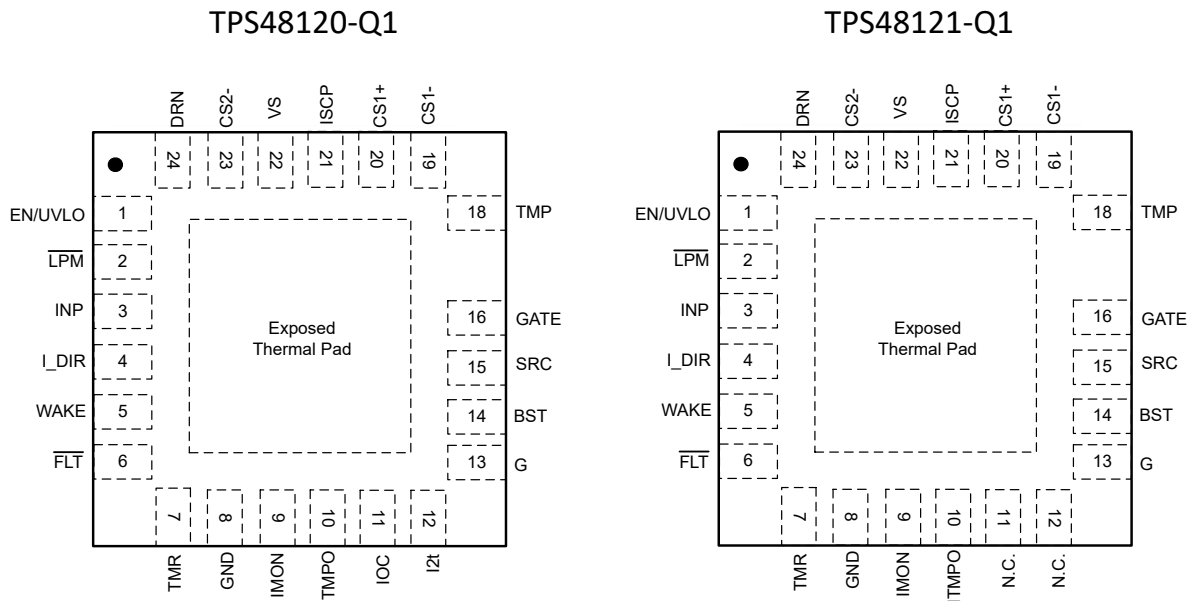 TPS48120-Q1
DRN
CS2-
VS
ISCP
CS1+
CS1-
24
23
22
21
20
19
EN/UVLO
1
LPM
2
INP
3
I_DIR
4
WAKE
5
FLT
6
18
TMP
16
GATE
15
SRC
14
BST
13
G
Exposed
Thermal Pad
7
8
9
10
11
12
TMR
GND
IMON
TMPO
IOC
I2t
TPS48121-Q1
DRN
CS2-
VS
ISCP
CS1+
CS1-
24
23
22
21
20
19
EN/UVLO
1
LPM
2
INP
3
I_DIR
4
WAKE
5
FLT
6
18
TMP
16
GATE
15
SRC
14
BST
13
G
Exposed
Thermal Pad
7
8
9
10
11
12
TMR
GND
IMON
ITMPO
N.C.
N.C.